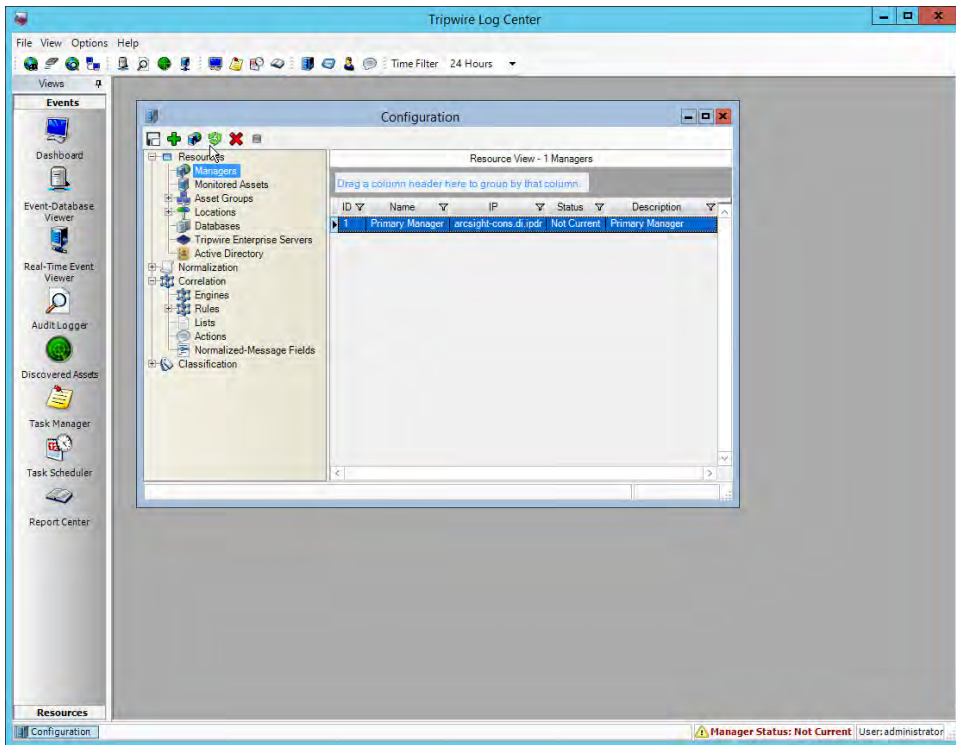 Tripwire Log Center
File View Options Help
Time Filter 24 Hours
Views
Events
Dashboard
Event-Database
Viewer
Real-Time Event
Viewer
Audit Logger
Discovered Assets
Task Manager
Task Scheduler
Report Center
Resources
Configuration
Resources
Managers
Monitored Assets
Asset Groups
Locations
Databases
Tripwire Enterprise Servers
Active Directory
Normalization
Correlation
Engines
Rules
Lists
Actions
Normalized-Message Fields
Classification
Resource View - 1 Managers
Drag a column header here to group by that column.
ID Name IP Status Description
1 Primary Manager arcsight-cons.di.ipdr Not Current Primary Manager
Configuration
Manager Status: Not Current User: administrator